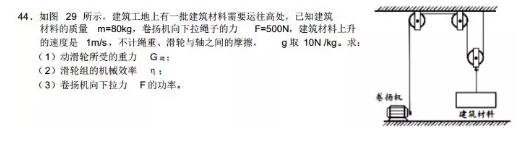 44. 如图 29 所示，建筑工地上有一批建筑材料需要运往高处，已知建筑
材料的质量 m=80kg，卷扬机向下拉绳子的力 F=500N，建筑材料上升
的速度是 1m/s，不计绳重、滑轮与轴之间的摩擦， g 取 10N /kg。求：
（1）动滑轮所受的重力 G 动；
（2）滑轮组的机械效率 η；
（3）卷扬机向下拉力 F 的功率。
卷扬机
建筑材料